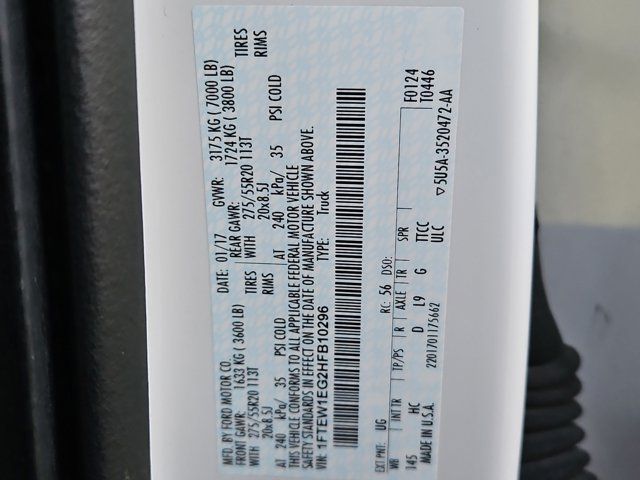 MFD. BY FORD MOTOR CO.
DATE: 01/17 GVWR: 3175 KG ( 7000 LB)
FRONT GAWR: 1633 KG ( 3600 LB) REAR GAWR: 1724 KG ( 3800 LB)
WITH 275/55R20 113T TIRES WITH 275/55R20 113T TIRES
20x8.5J RIMS 20x8.5J RIMS
AT 240 kPa/ 35 PSI COLD AT 240 kPa/ 35 PSI COLD
THIS VEHICLE CONFORMS TO ALL APPLICABLE FEDERAL MOTOR VEHICLE
SAFETY STANDARDS IN EFFECT ON THE DATE OF MANUFACTURE SHOWN ABOVE.
VIN: 1FTEW1EG2HFB10296 TYPE: Truck
EXT PNT: UG RC: 56 DSO: F0124
WB INT TR TP/PS R AXLE TR SPR T0446
145 HC D L9 G TTCC
MADE IN U.S.A. 2201701175662 ULC ▽5U5A-3520472-AA